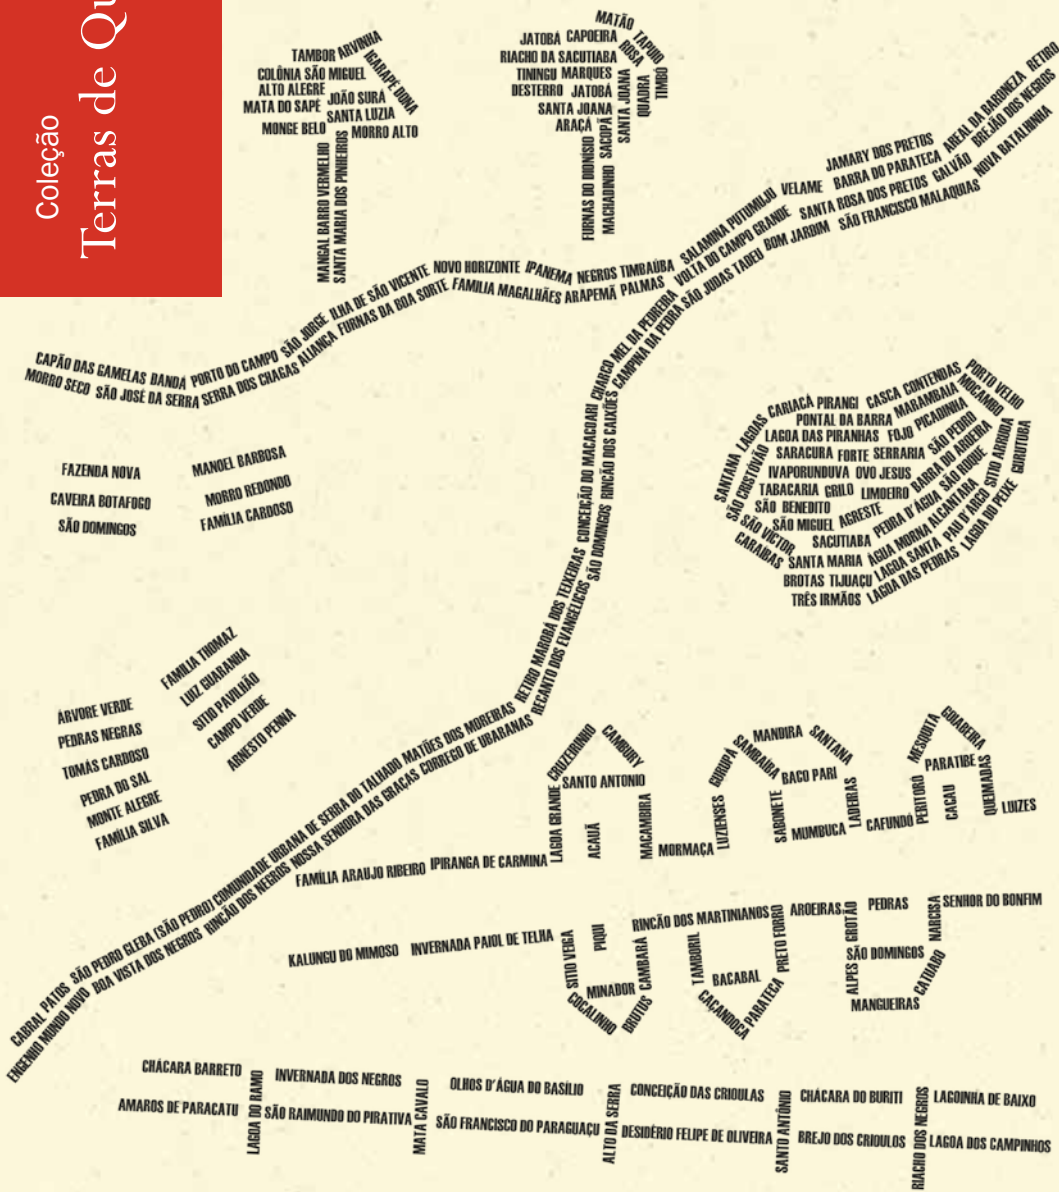 Coleção
Terras de Qu
TAMBOR ARVINHA
IGARAPÉ DONA
COLÔNIA SÃO MIGUEL
ALTO ALEGRE
JOÃO SURÁ
MATA DO SAPÉ
SANTA LUZIA
MONGE BELO
MORRO ALTO
MANGAL BARRO VERMELHO
SANTA MARIA DOS PINHEIROS
MATÃO
TAPUIO
JATOBÁ CAPOEIRA
ROSA
RIACHO DA SACUTIABA
TININGU MARQUES
TIMBÓ
DESTERRO JATOBÁ
QUADRA
SANTA JOANA
SANTA JOANA
ARAÇÁ
SACOPÃ
FURNAS DO DIONÍSIO
MACHADINHO
CAPÃO DAS GAMELAS BANDA PORTO DO CAMPO SÃO JORGE ILHA DE SÃO VICENTE NOVO HORIZONTE IPANEMA NEGROS TIMBAÚBA SALAMINA PUTUMUJU VELAME JAMARY DOS PRETOS
MORRO SECO SÃO JOSÉ DA SERRA SERRA DOS CHAGAS ALIANÇA FURNAS DA BOA SORTE FAMILIA MAGALHÃES ARAPEMÃ PALMAS
VOLTA DO CAMPO GRANDE BARRA DO PARATECA AREAL DA BARONEZA RETIRO
SANTA ROSA DOS PRETOS GALVÃO BREJÃO DOS NEGROS
SÃO JUDAS TADEU BOM JARDIM SÃO FRANCISCO MALAQUIAS NOVA BATALHINHA
CHARCO MEL DA PEDREIRA
CAMPINA DA PEDRA
FAZENDA NOVA
CAVEIRA BOTAFOGO
SÃO DOMINGOS
MANOEL BARBOSA
MORRO REDONDO
FAMÍLIA CARDOSO
SANTANA LAGOAS CARIAÇÁ PIRANGI CASCA CONTENDAS PORTO VELHO
PONTAL DA BARRA MARAMBAIA MOCAMBO
LAGOA DAS PIRANHAS FOJO PICADINHA
SÃO CRISTÓVÃO
SARACURA FORTE SERRARIA SÃO PEDRO
IVAPORUNDUVA OVO JESUS BARRA DO AROEIRA SITIO ARRUDA
TABACARIA GRILO LIMOEIRO SÃO ROQUE GURUTUBA
SÃO BENEDITO
SÃO VICTOR SÃO MIGUEL AGRESTE PEDRA D'AGUA
CARAIBAS SACUTIABA ÁGUA MORNA ALCANTARA PAU D'ARCO LAGOA DO PEIXE
SANTA MARIA LAGOA SANTA
BROTAS TIJUAÇU LAGOA DAS PEDRAS
TRÊS IRMÃOS
CABRAL PATOS SÃO PEDRO GLEBA (SÃO PEDRO) COMUNIDADE URBANA DE SERRA DO TALHADO MATÕES DOS MOREIRAS RETIRO MAROBÁ DOS TEIXEIRAS CONCEIÇÃO DO MACACOARI
ENGENHO MUNDO NOVO BOA VISTA DOS NEGROS RINCÃO DOS NEGROS NOSSA SENHORA DAS GRAÇAS CORREGO DE UBARANAS RECANTO DOS EVANGÉLICOS SÃO DOMINGOS RINCÃO DOS CAIXÕES
FAMILIA THOMAZ
LUIZ GUARANHA
SITIO PAVILHÃO
CAMPO VERDE
ARNESTO PENNA
ÁRVORE VERDE
PEDRAS NEGRAS
TOMÁS CARDOSO
PEDRA DO SAL
MONTE ALEGRE
FAMÍLIA SILVA
CRUZEIRINHO CAMBURY
SANTO ANTONIO
LAGOA GRANDE
ACAUÃ
MACAMBIRA
MANDIRA SANTANA
GURUPÁ SAMBAIBA
BACO PARI
LUZIENSES
SABONETE
LADEIRAS
MESQUITA GOIABEIRA
PARATIBE
PERITORÓ
CACAU
QUEIMADAS
FAMÍLIA ARAUJO RIBEIRO IPIRANGA DE CARMINA MORMAÇA MUMBUCA CAFUNDÓ LUIZES
KALUNGU DO MIMOSO INVERNADA PAIOL DE TELHA RINCÃO DOS MARTINIANOS AROEIRAS PEDRAS SENHOR DO BONFIM
SITIO VEIGA
PIQUI
CAMBARÁ
MINADOR
COCALINHO BRUTUS
TAMBORIL
PRETO FORRO
BACABAL
CAÇANDOCA PARATECA
GROTÃO
NARCISA
SÃO DOMINGOS
ALPES
CATUABO
MANGUEIRAS
CHÁCARA BARRETO INVERNADA DOS NEGROS OLHOS D'ÁGUA DO BASÍLIO CONCEIÇÃO DAS CRIOULAS CHÁCARA DO BURITI LAGOINHA DE BAIXO
LAGOA DO RAMO
MATA CAVALO
ALTO DA SERRA
SANTO ANTÔNIO
RIACHO DOS NEGROS
AMAROS DE PARACATU SÃO RAIMUNDO DO PIRATIVA SÃO FRANCISCO DO PARAGUAÇU DESIDÉRIO FELIPE DE OLIVEIRA BREJO DOS CRIOULOS LAGOA DOS CAMPINHOS